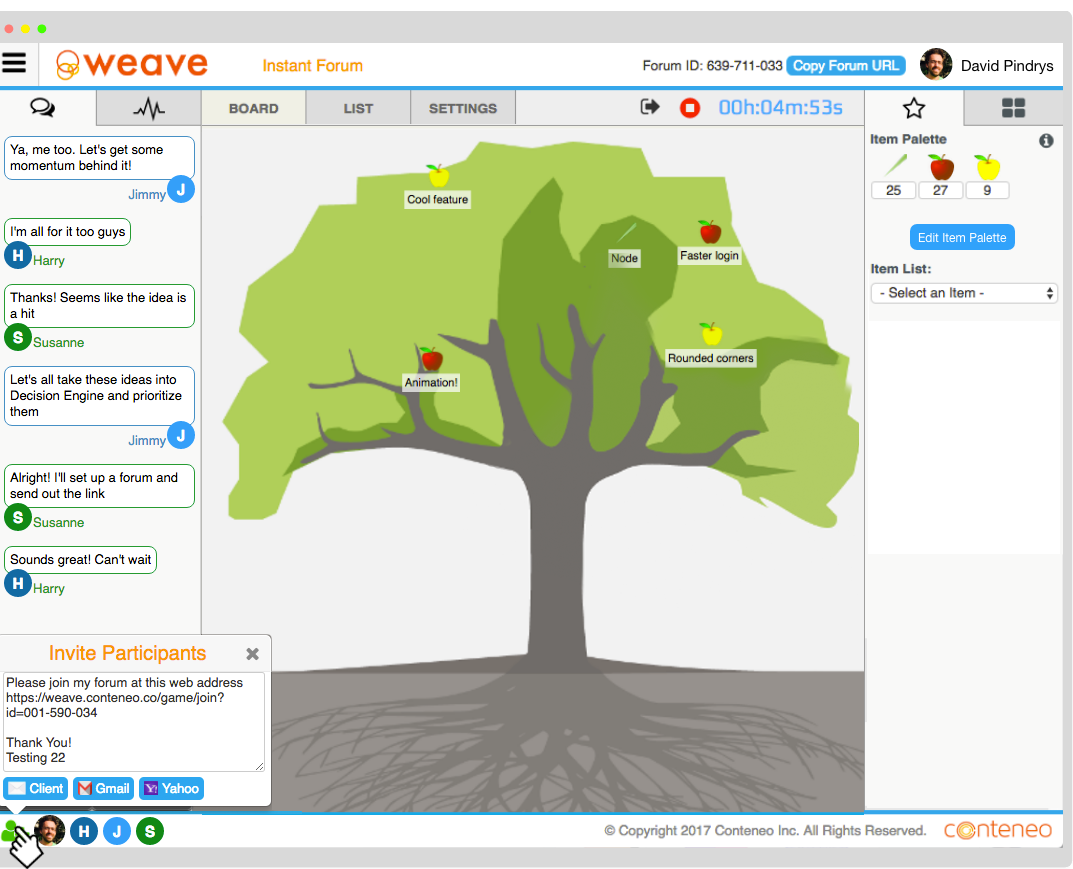 weave
Instant Forum
Forum ID: 639-711-033
Copy Forum URL
David Pindrys
BOARD
LIST
SETTINGS
00h:04m:53s
Ya, me too. Let's get some
momentum behind it!
Jimmy
J
I'm all for it too guys
H
Harry
Thanks! Seems like the idea is
a hit
S
Susanne
Let's all take these ideas into
Decision Engine and prioritize
them
Jimmy
J
Alright! I'll set up a forum and
send out the link
S
Susanne
Sounds great! Can't wait
H
Harry
Cool feature
Node
Faster login
Rounded corners
Animation!
Item Palette
25
27
9
Edit Item Palette
Item List:
- Select an Item -
Invite Participants
Please join my forum at this web address
https://weave.conteneo.co/game/join?
id=001-590-034
Thank You!
Testing 22
Client
Gmail
Yahoo
H
J
S
© Copyright 2017 Conteneo Inc. All Rights Reserved.
conteneo